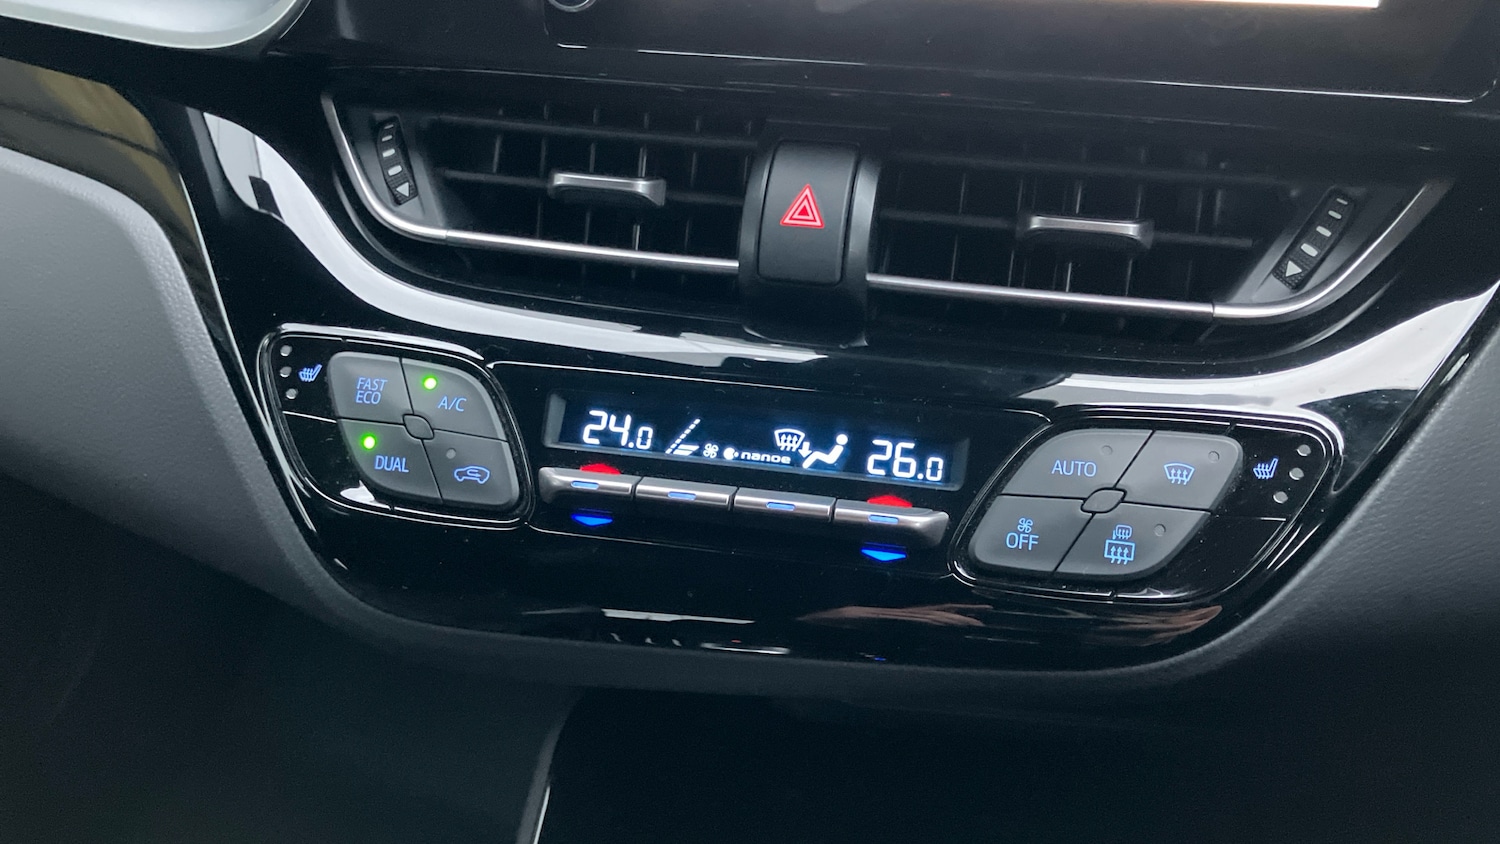 FAST
ECO
A/C
DUAL
24.0
nanoe
26.0
AUTO
OFF